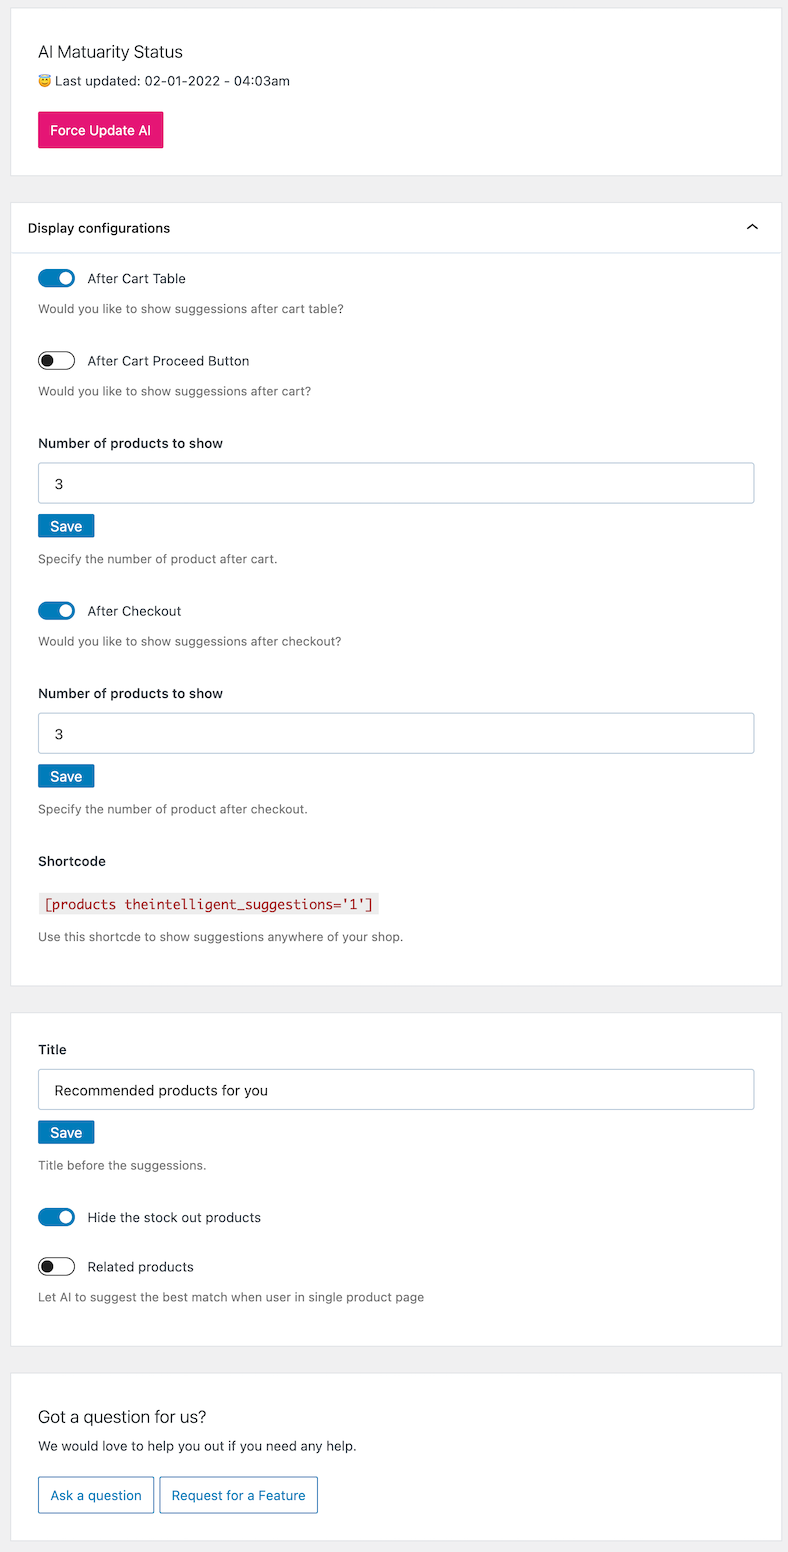 AI Matuarity Status
😇 Last updated: 02-01-2022 - 04:03am
Force Update AI
Display configurations
After Cart Table
Would you like to show suggessions after cart table?
After Cart Proceed Button
Would you like to show suggessions after cart?
Number of products to show
3
Save
Specify the number of product after cart.
After Checkout
Would you like to show suggessions after checkout?
Number of products to show
3
Save
Specify the number of product after checkout.
Shortcode
[products theintelligent_suggestions='1']
Use this shortcde to show suggestions anywhere of your shop.
Title
Recommended products for you
Save
Title before the suggessions.
Hide the stock out products
Related products
Let AI to suggest the best match when user in single product page
Got a question for us?
We would love to help you out if you need any help.
Ask a question
Request for a Feature